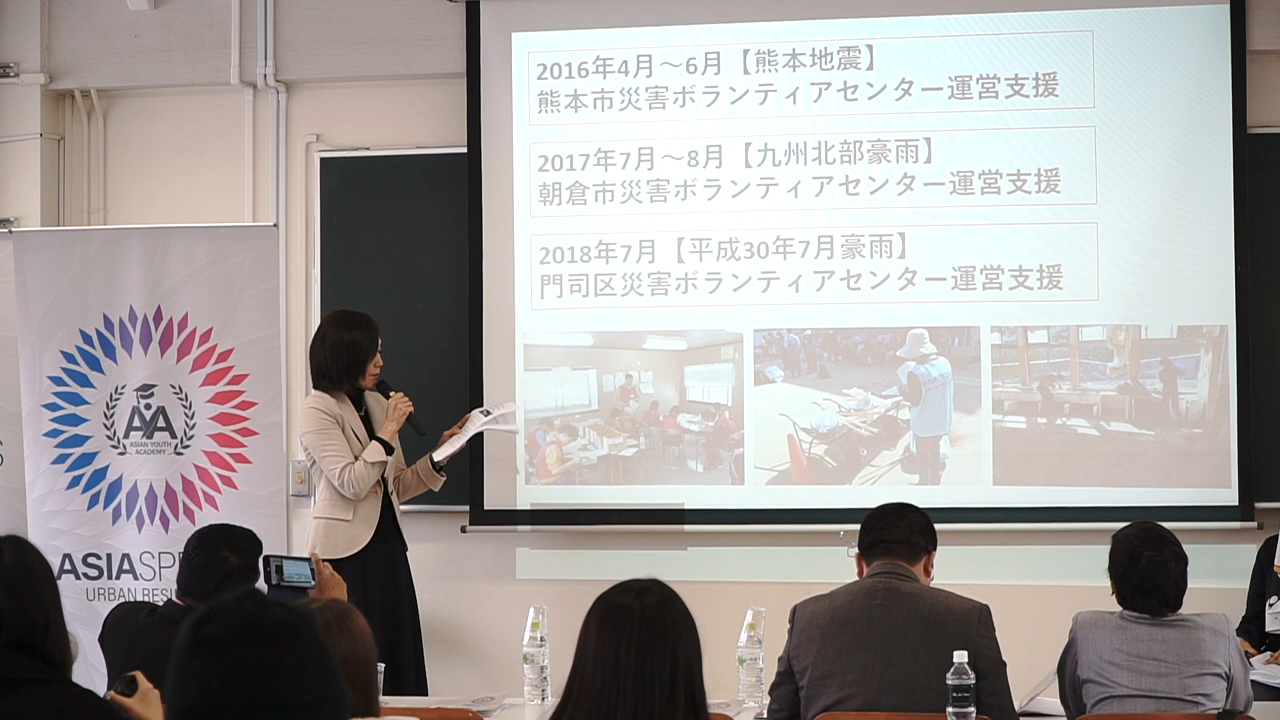 2016年4月～6月【熊本地震】
熊本市災害ボランティアセンター運営支援
2017年7月～8月【九州北部豪雨】
朝倉市災害ボランティアセンター運営支援
2018年7月【平成30年7月豪雨】
門司区災害ボランティアセンター運営支援
AYA
ASIAN YOUTH
ACADEMY
ASIASP
URBAN RESI